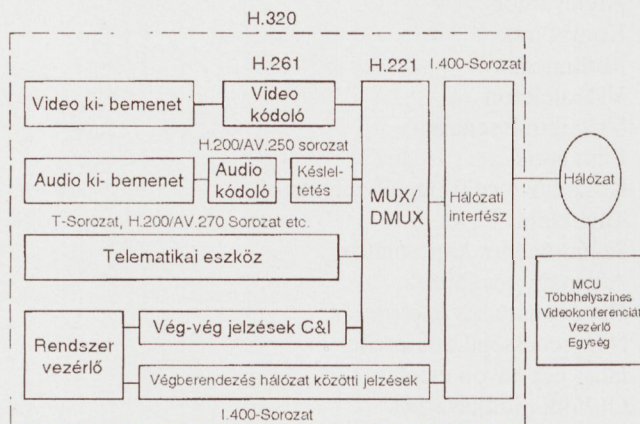 H.320
H.261
H.221
I.400-Sorozat
Video ki- bemenet
Video
kódoló
H.200/AV.250 sorozat
Audio ki- bemenet
Audio
kódoló
Késlel-
tetés
MUX/
DMUX
Hálózati
interfész
Hálózat
T-Sorozat, H.200/AV.270 Sorozat etc.
Telematikai eszköz
MCU
Többhelyszines
Videokonferenciát
Vezérlő
Egység
Rendszer
vezérlő
Vég-vég jelzések C&I
Végberendezés hálózat közötti jelzések
I.400-Sorozat